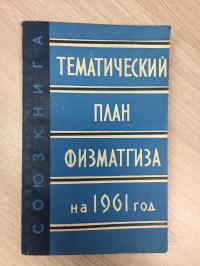 СОЮЗКНИГА
ТЕМАТИЧЕСКИЙ
ПЛАН
ФИЗМАТГИЗА
на 1961 год